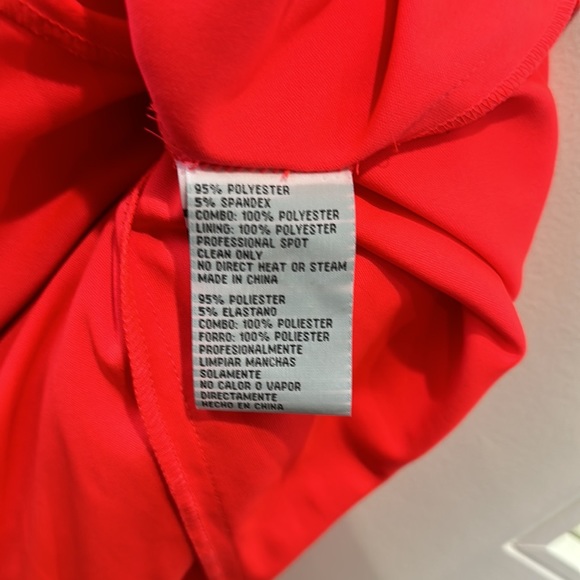 95% POLYESTER
5% SPANDEX
COMBO: 100% POLYESTER
LINING: 100% POLYESTER
PROFESSIONAL SPOT
CLEAN ONLY
NO DIRECT HEAT OR STEAM
MADE IN CHINA
95% POLIESTER
5% ELASTANO
COMBO: 100% POLIESTER
FORRO: 100% POLIESTER
PROFESIONALMENTE
LIMPIAR MANCHAS
SOLAMENTE
NO CALOR O VAPOR
DIRECTAMENTE
HECHO EN CHINA